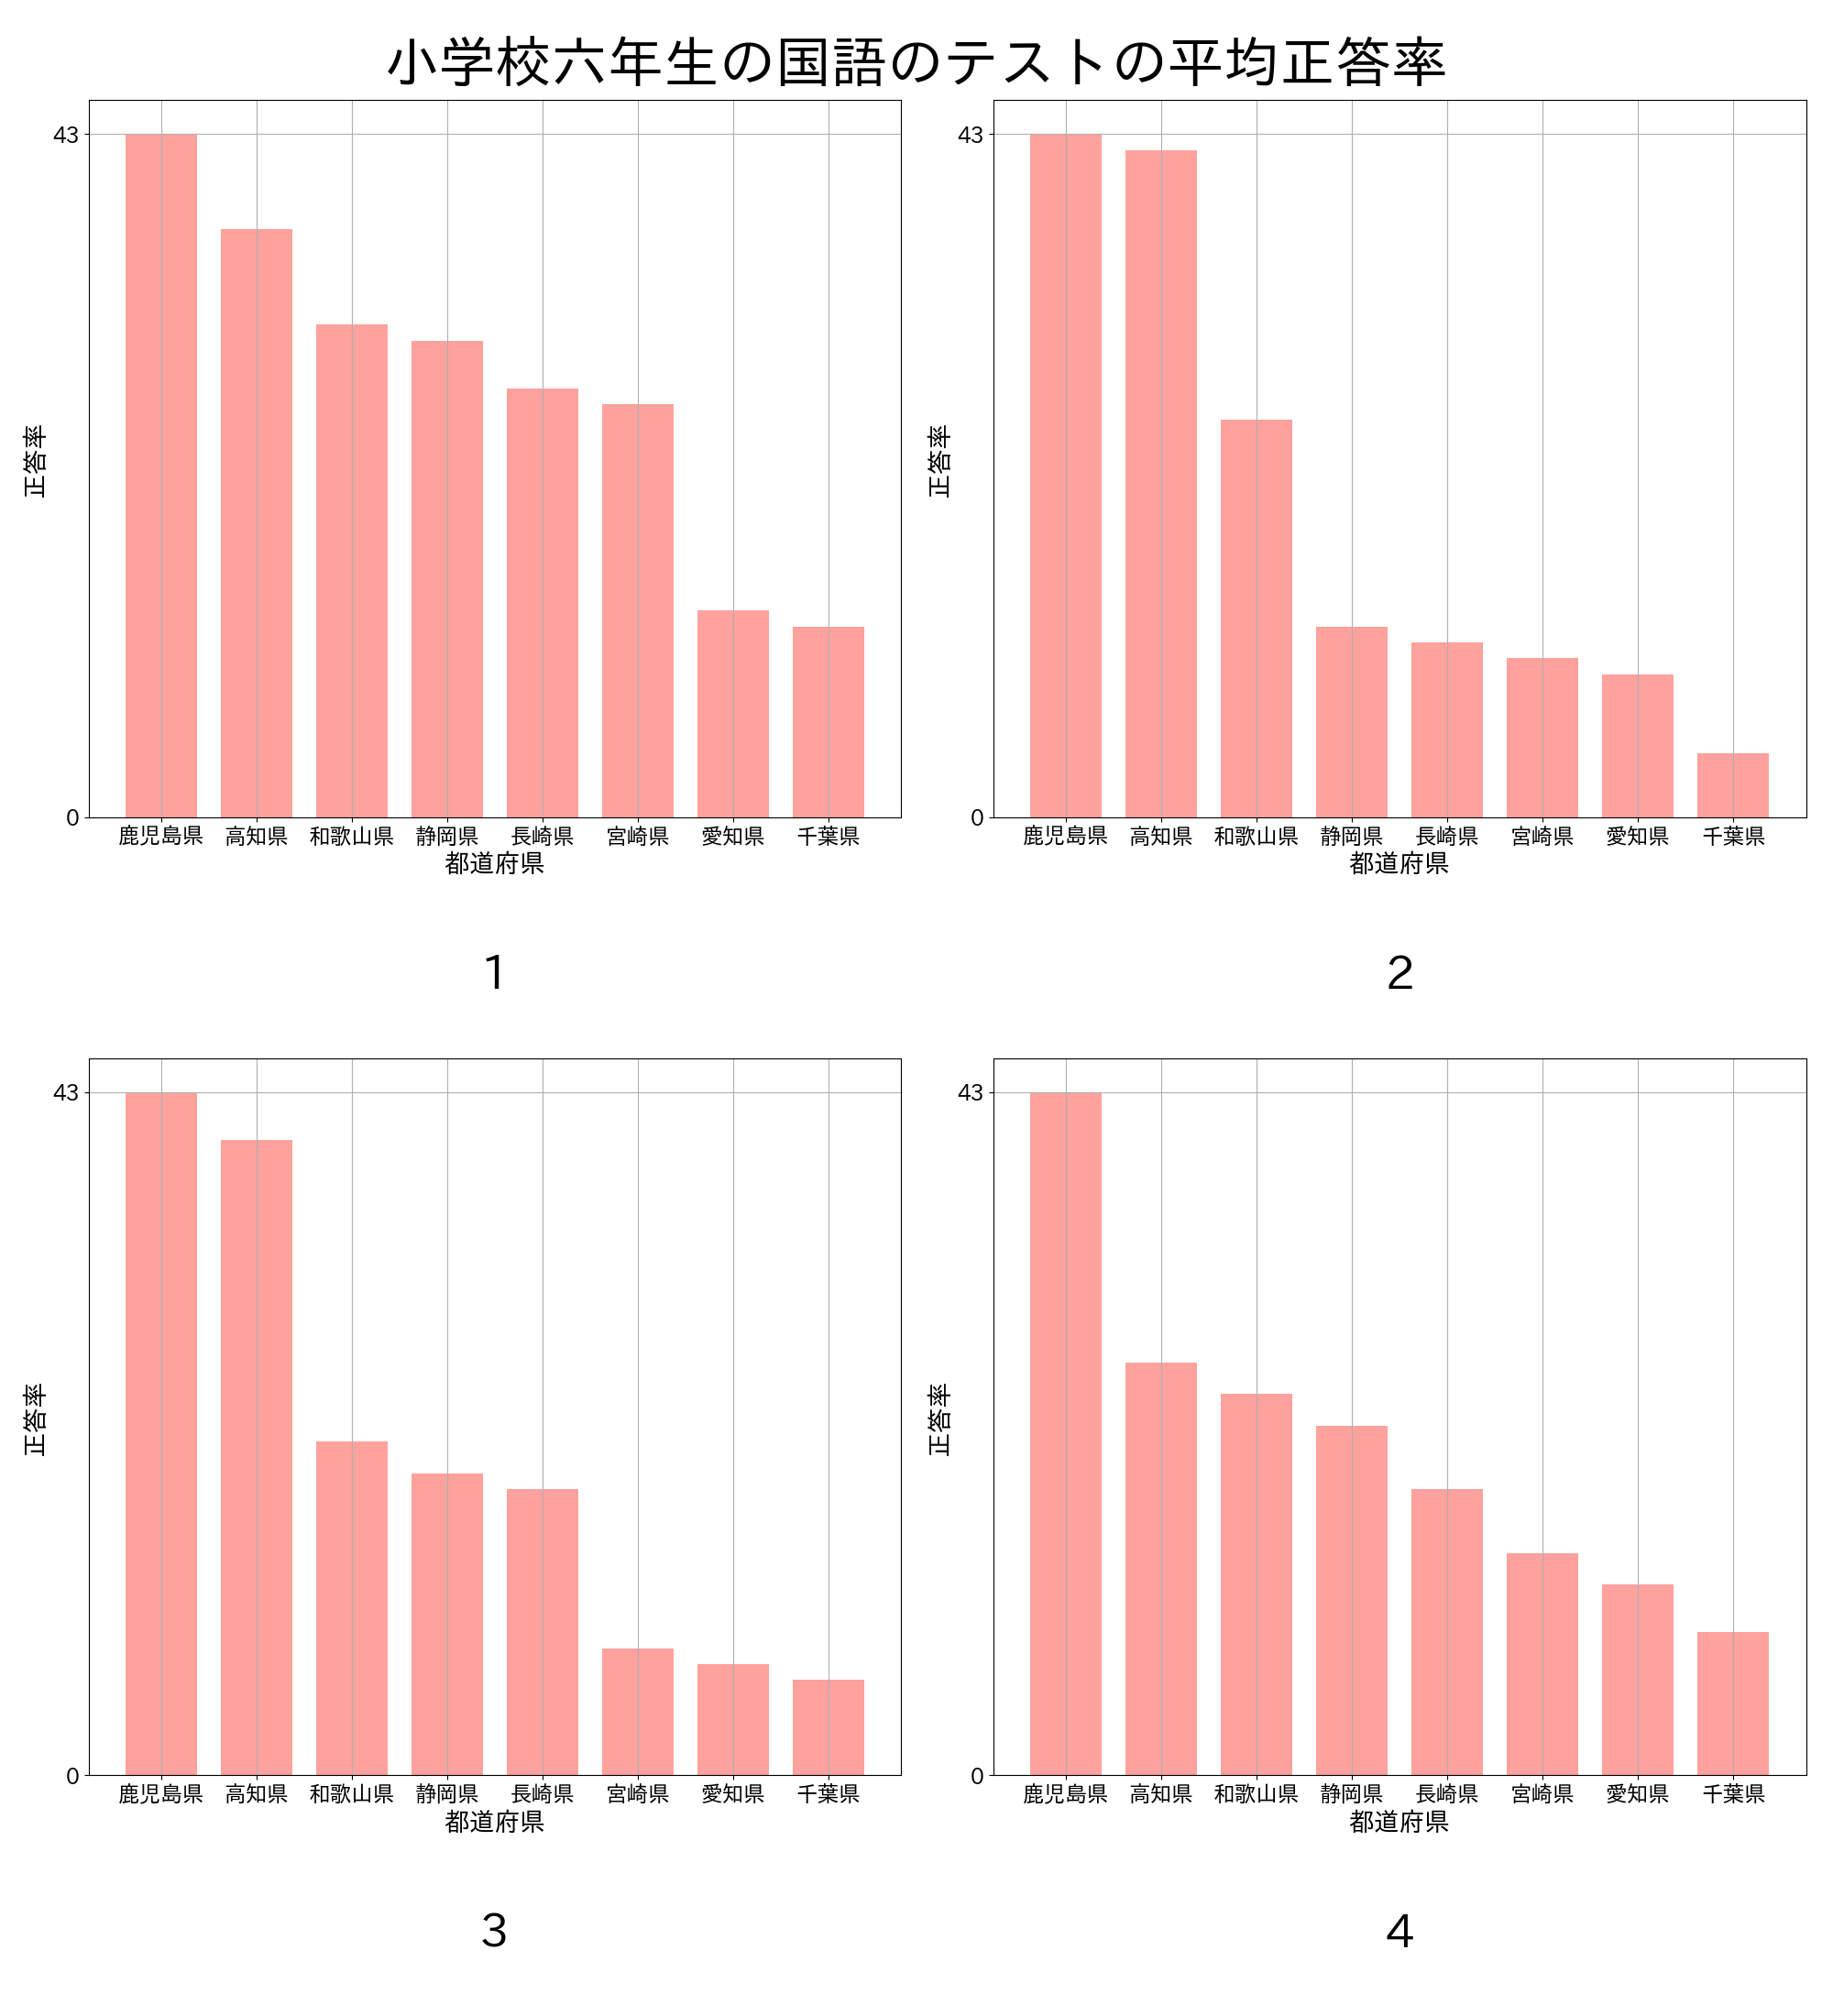 小学校六年生の国語のテストの平均正答率
43
0
正答率
鹿児島県 高知県 和歌山県 静岡県 長崎県 宮崎県 愛知県 千葉県
都道府県
1
43
0
正答率
鹿児島県 高知県 和歌山県 静岡県 長崎県 宮崎県 愛知県 千葉県
都道府県
2
43
0
正答率
鹿児島県 高知県 和歌山県 静岡県 長崎県 宮崎県 愛知県 千葉県
都道府県
3
43
0
正答率
鹿児島県 高知県 和歌山県 静岡県 長崎県 宮崎県 愛知県 千葉県
都道府県
4